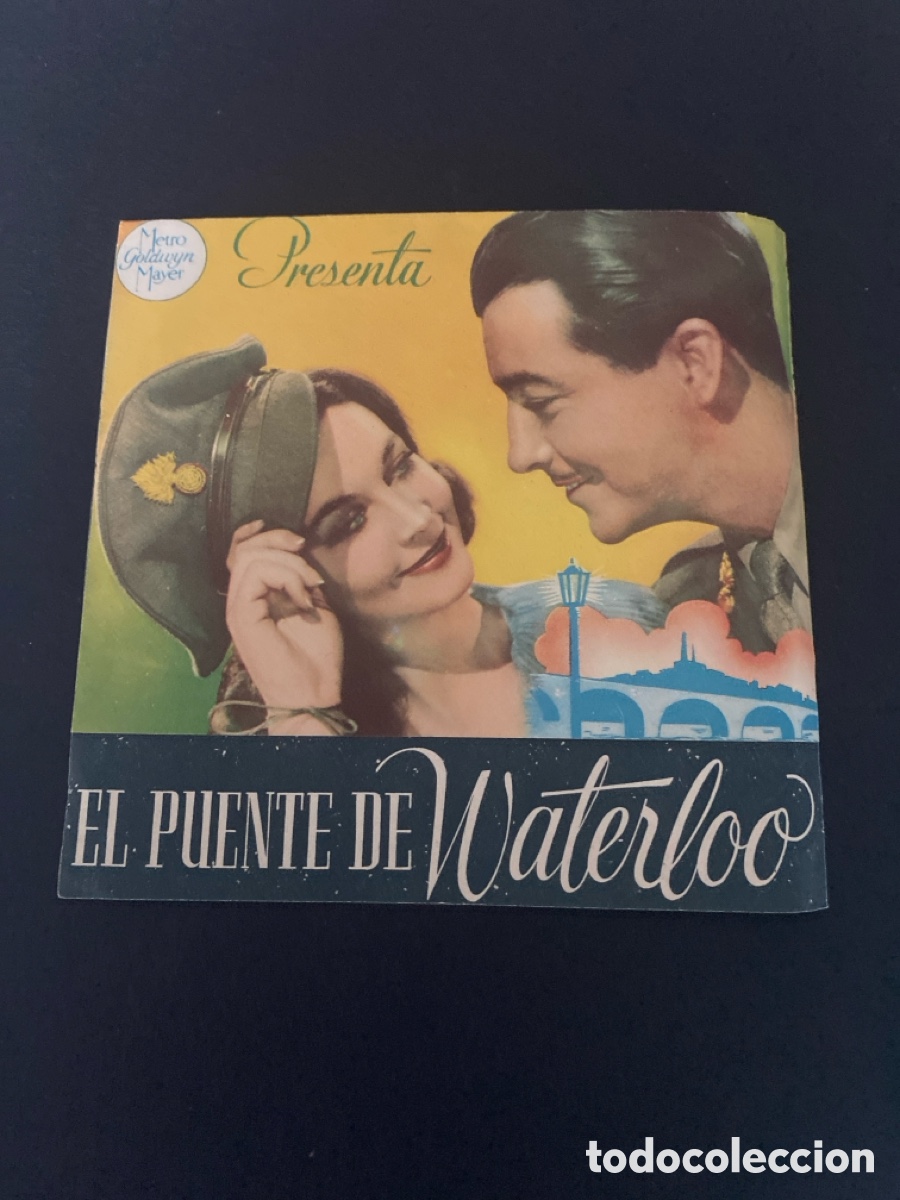 Metro
Goldwyn
Mayer
Presenta
EL PUENTE DE Waterloo
todocoleccion